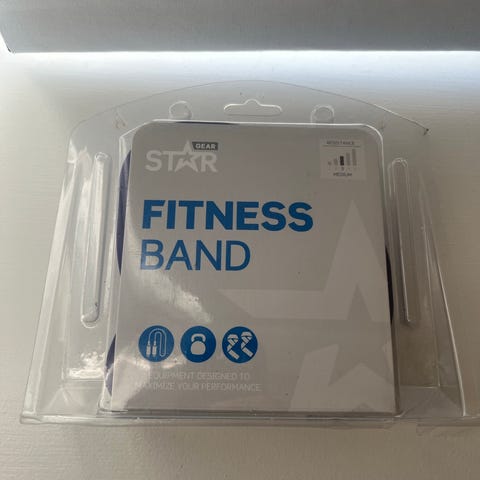 GEAR
STAR
RESISTANCE
MEDIUM
FITNESS
BAND
EQUIPMENT DESIGNED TO
MAXIMIZE YOUR PERFORMANCE.